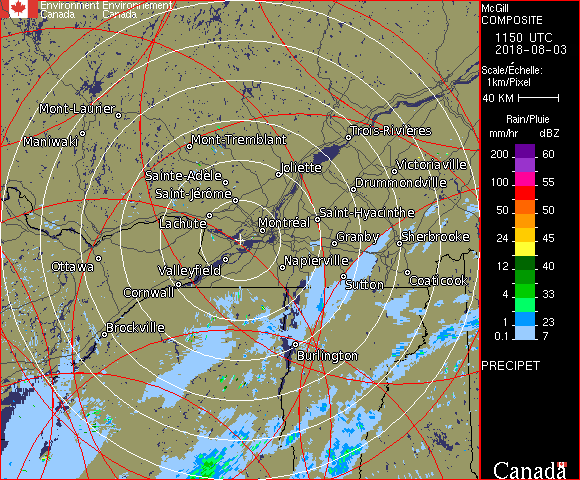 Environment Environnement
Canada Canada
McGill
COMPOSITE
1150 UTC
2018-08-03
Scale/Échelle:
1km/Pixel
40 KM
Rain/Pluie
mm/hr dBZ
200 60
100 55
50 50
24 45
12 40
4 33
1 23
0.1 7
PRECIPET
Canada
Mont-Laurier
Maniwaki
Mont-Tremblant
Trois-Rivières
Victoriaville
Joliette
Sainte-Adèle
Drummondville
Saint-Jérôme
Saint-Hyacinthe
Lachute
Montréal
Granby
Sherbrooke
Ottawa
Valleyfield
Napierville
Coaticook
Cornwall
Sutton
Brockville
Burlington